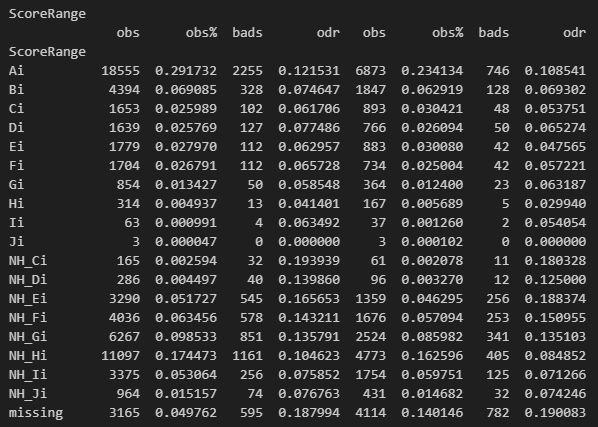 ScoreRange
obs obs% bads odr obs obs% bads odr
ScoreRange
Ai 18555 0.291732 2255 0.121531 6873 0.234134 746 0.108541
Bi 4394 0.069085 328 0.074647 1847 0.062919 128 0.069302
Ci 1653 0.025989 102 0.061706 893 0.030421 48 0.053751
Di 1639 0.025769 127 0.077486 766 0.026094 50 0.065274
Ei 1779 0.027970 112 0.062957 883 0.030080 42 0.047565
Fi 1704 0.026791 112 0.065728 734 0.025004 42 0.057221
Gi 854 0.013427 50 0.058548 364 0.012400 23 0.063187
Hi 314 0.004937 13 0.041401 167 0.005689 5 0.029940
Ii 63 0.000991 4 0.063492 37 0.001260 2 0.054054
Ji 3 0.000047 0 0.000000 3 0.000102 0 0.000000
NH_Ci 165 0.002594 32 0.193939 61 0.002078 11 0.180328
NH_Di 286 0.004497 40 0.139860 96 0.003270 12 0.125000
NH_Ei 3290 0.051727 545 0.165653 1359 0.046295 256 0.188374
NH_Fi 4036 0.063456 578 0.143211 1676 0.057094 253 0.150955
NH_Gi 6267 0.098533 851 0.135791 2524 0.085982 341 0.135103
NH_Hi 11097 0.174473 1161 0.104623 4773 0.162596 405 0.084852
NH_Ii 3375 0.053064 256 0.075852 1754 0.059751 125 0.071266
NH_Ji 964 0.015157 74 0.076763 431 0.014682 32 0.074246
missing 3165 0.049762 595 0.187994 4114 0.140146 782 0.190083